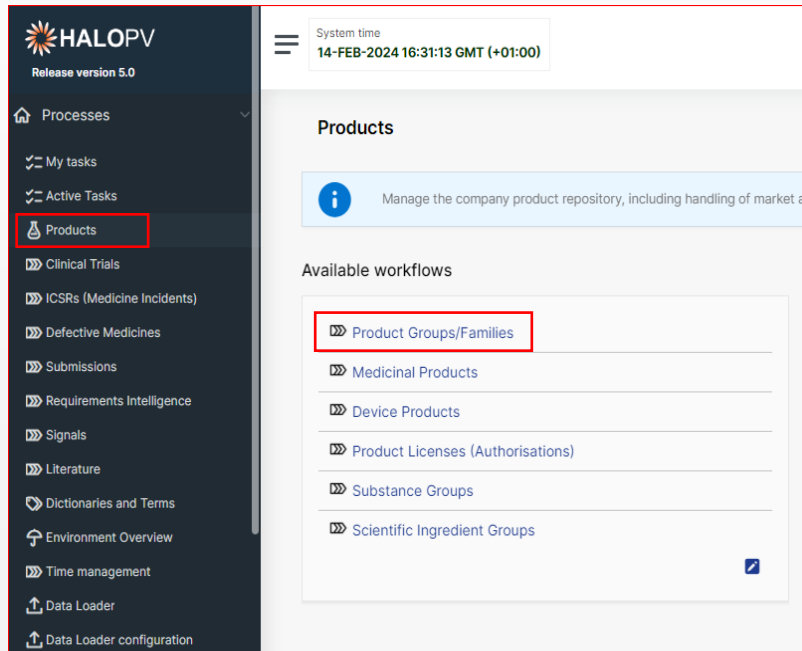 HALOPV
Release version 5.0
Processes
My tasks
Active Tasks
Products
Clinical Trials
ICSRs (Medicine Incidents)
Defective Medicines
Submissions
Requirements Intelligence
Signals
Literature
Dictionaries and Terms
Environment Overview
Time management
Data Loader
Data Loader configuration
System time
14-FEB-2024 16:31:13 GMT (+01:00)
Products
Manage the company product repository, including handling of market a
Available workflows
Product Groups/Families
Medicinal Products
Device Products
Product Licenses (Authorisations)
Substance Groups
Scientific Ingredient Groups